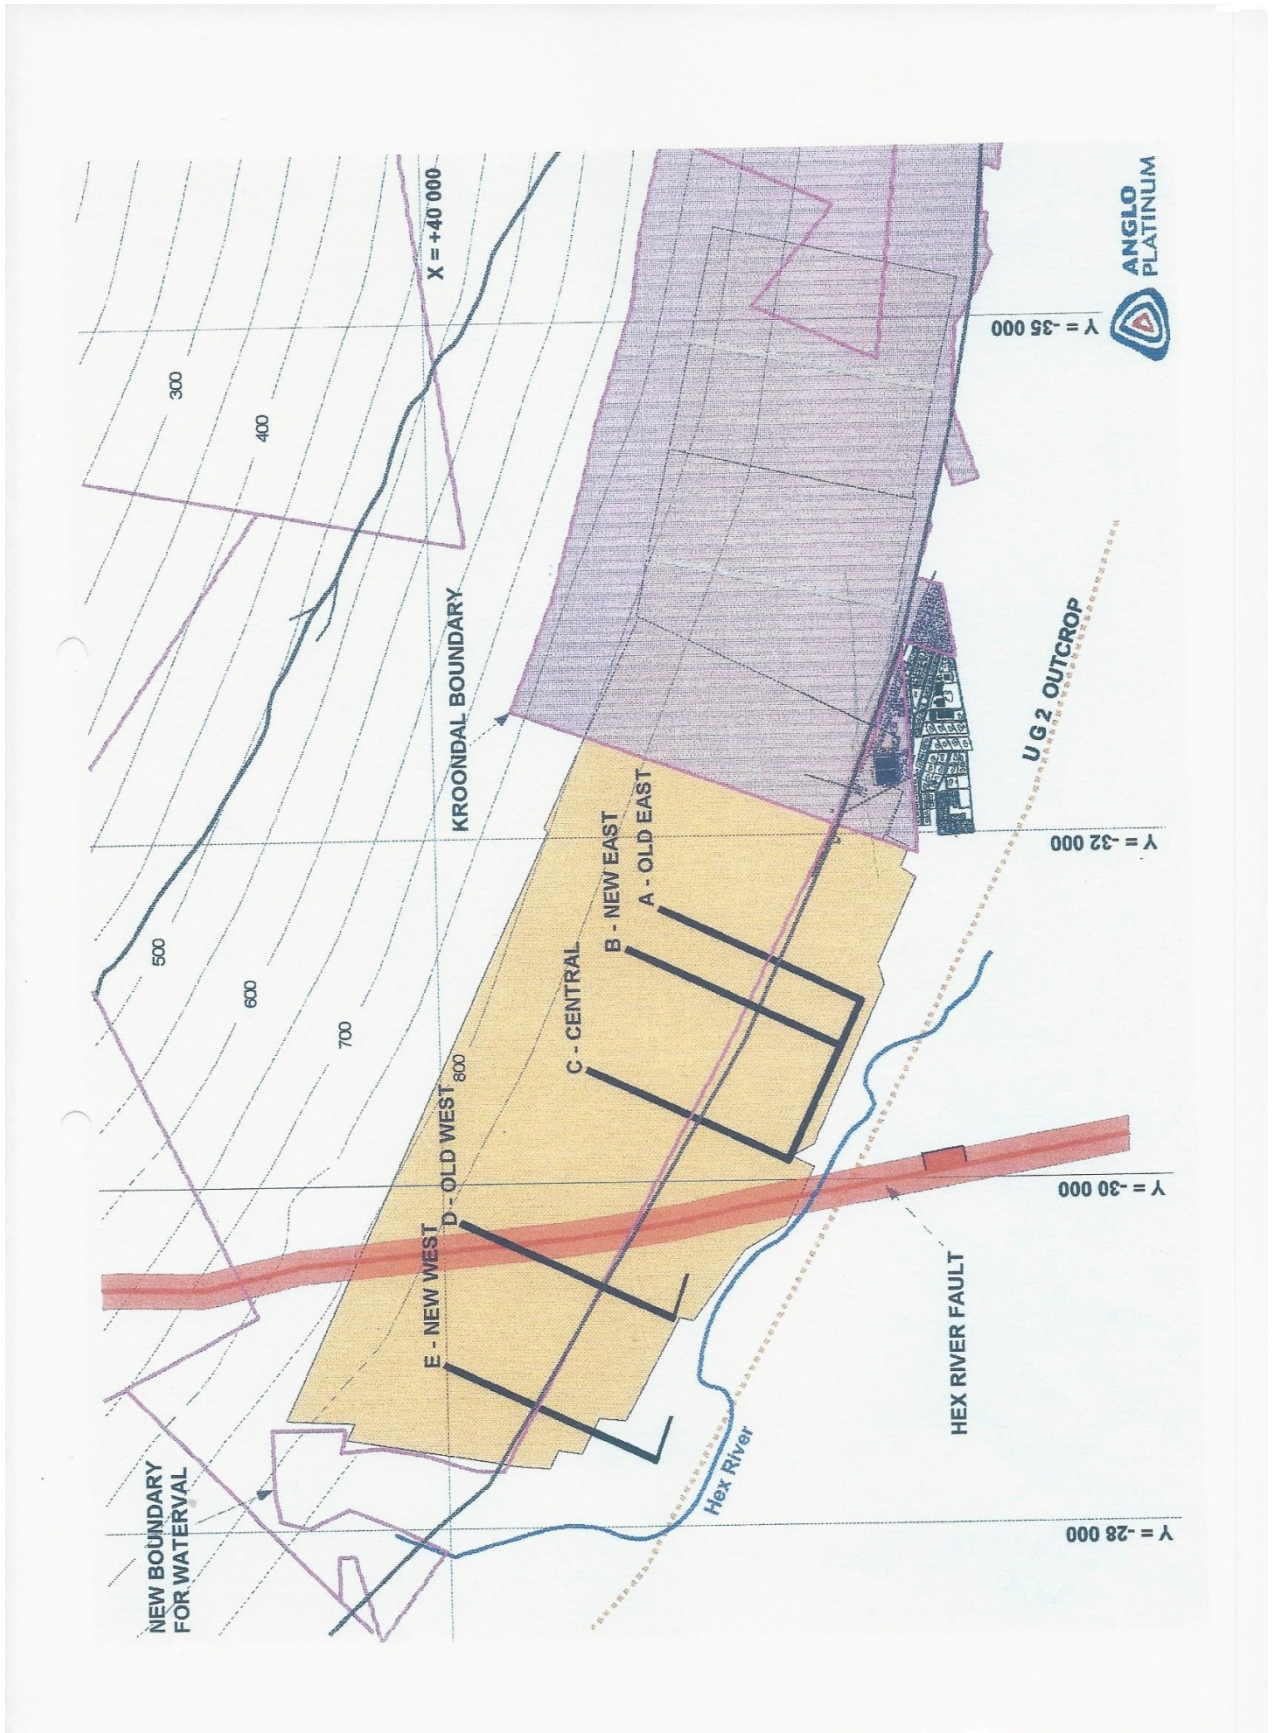 NEW BOUNDARY
FOR WATERVAL
500
300
600
400
700
X = +40 000
E - NEW WEST
D - OLD WEST
800
KROONDAL BOUNDARY
C - CENTRAL
B - NEW EAST
A - OLD EAST
Hex River
HEX RIVER FAULT
U G 2 OUTCROP
Y = -28 000
Y = -30 000
Y = -32 000
Y = -35 000
ANGLO
PLATINUM